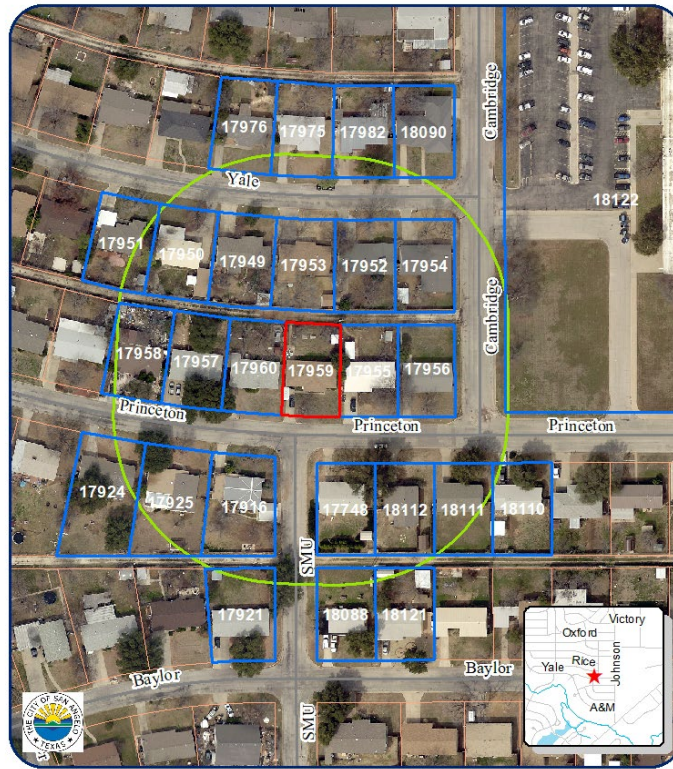 Cambridge
17976
17975
17982
18090
Yale
18122
17951
17950
17949
17953
17952
17954
Cambridge
17958
17957
17960
17959
17955
17956
Princeton
Princeton
Princeton
17924
17925
17916
17748
18112
18111
18110
SMU
17921
18088
18121
Baylor
Baylor
SMU
Victory
Oxford
Johnson
Yale
Rice
A&M
THE CITY OF SAN ANGELO
TEXAS